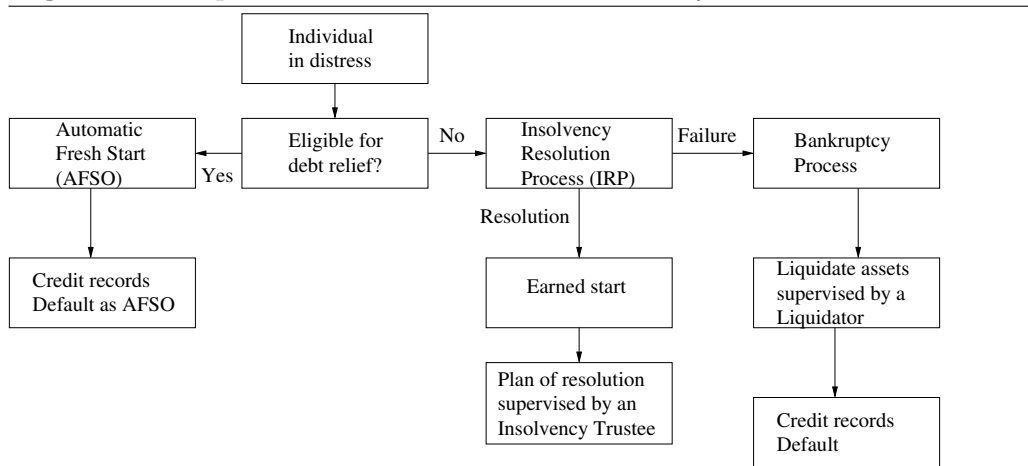 Individual
in distress
Automatic
Fresh Start
(AFSO)
Yes
Eligible for
debt relief?
No
Insolvency
Resolution
Process (IRP)
Failure
Bankruptcy
Process
Resolution
Credit records
Default as AFSO
Earned start
Liquidate assets
supervised by a
Liquidator
Plan of resolution
supervised by an
Insolvency Trustee
Credit records
Default